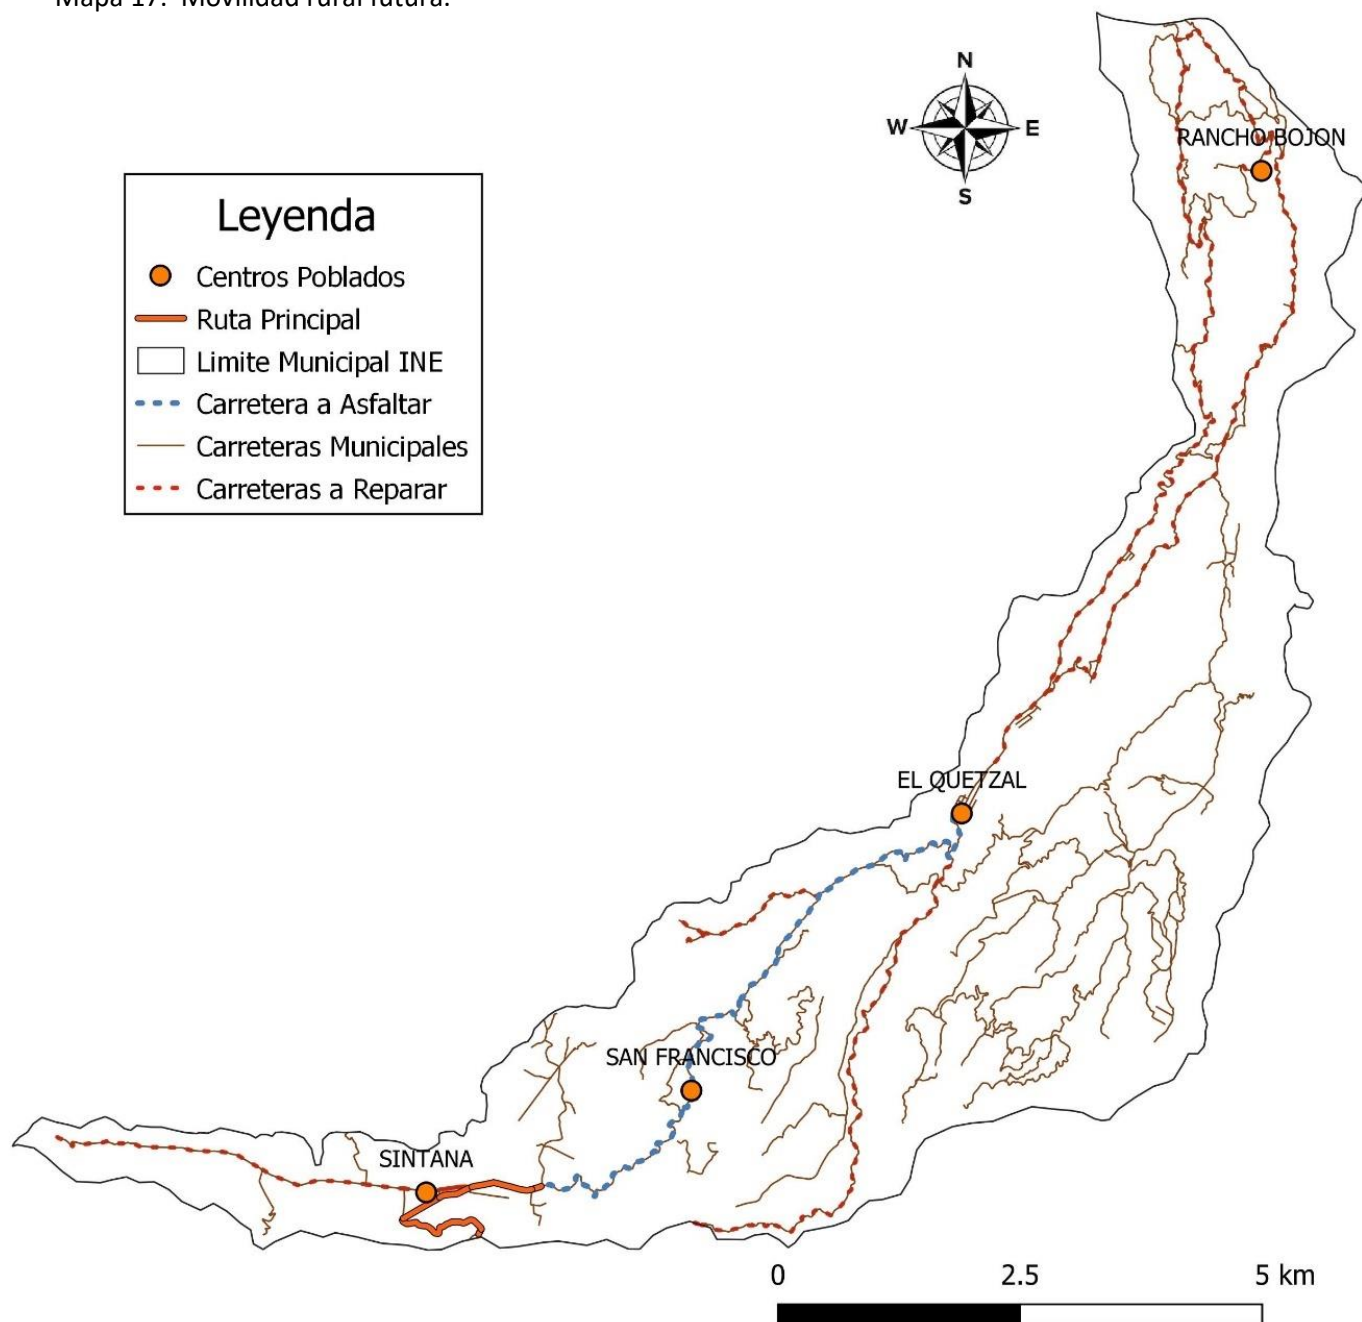 Mapa 17. Movilidad rural futura.
N
W E
S
RANCHO BOJON
Leyenda
Centros Poblados
Ruta Principal
Limite Municipal INE
Carretera a Asfaltar
Carreteras Municipales
Carreteras a Reparar
EL QUETZAL
SAN FRANCISCO
SINTANA
0 2.5 5 km